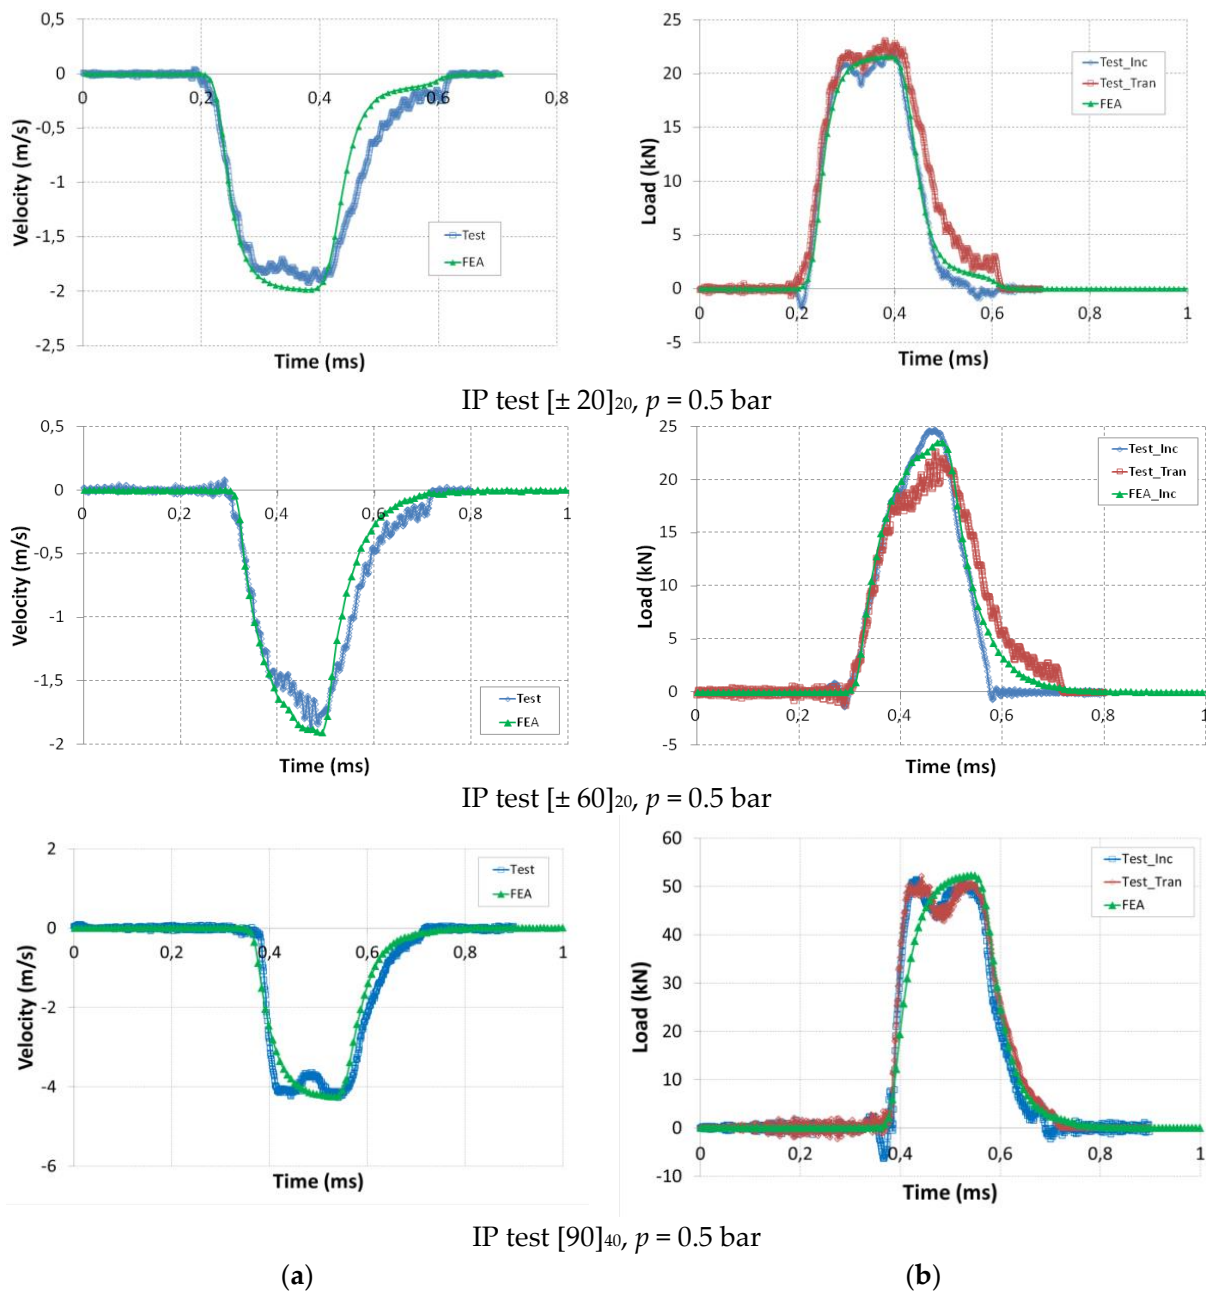 0,5
0
-0,5
-1
-1,5
-2
-2,5
0
0,2
0,4
0,6
0,8
Velocity (m/s)
Time (ms)
Test
FEA
25
20
15
10
5
0
-5
0
0,2
0,4
0,6
0,8
1
Load (kN)
Time (ms)
Test_Inc
Test_Tran
FEA
IP test [± 20]20, p = 0.5 bar
0,5
0
-0,5
-1
-1,5
-2
0
0,2
0,4
0,6
0,8
1
Velocity (m/s)
Time (ms)
Test
FEA
25
20
15
10
5
0
-5
0
0,2
0,4
0,6
0,8
1
Load (kN)
Time (ms)
Test_Inc
Test_Tran
FEA_Inc
IP test [± 60]20, p = 0.5 bar
2
0
-2
-4
-6
0
0,2
0,4
0,6
0,8
1
Velocity (m/s)
Time (ms)
Test
FEA
60
50
40
30
20
10
0
-10
0
0,2
0,4
0,6
0,8
1
Load (kN)
Time (ms)
Test_Inc
Test_Tran
FEA
IP test [90]40, p = 0.5 bar
(a)
(b)